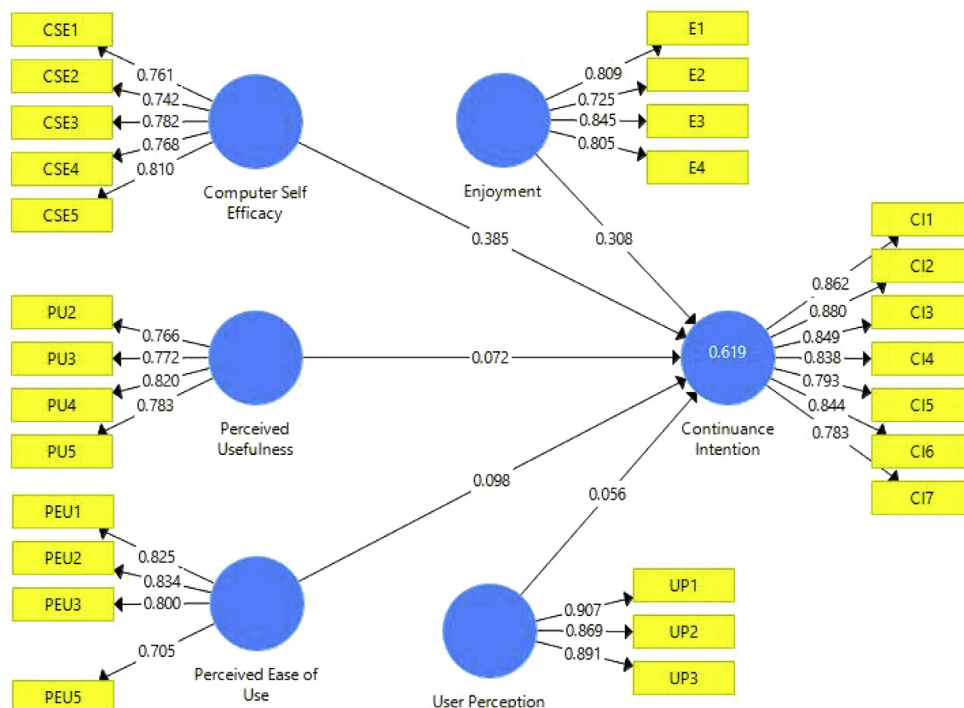 CSE1
CSE2
CSE3
CSE4
CSE5
0.761
0.742
0.782
0.768
0.810
Computer Self
Efficacy
E1
E2
E3
E4
0.809
0.725
0.845
0.805
Enjoyment
0.385
0.308
PU2
PU3
PU4
PU5
0.766
0.772
0.820
0.783
Perceived
Usefulness
0.072
0.619
Continuance
Intention
CI1
CI2
CI3
CI4
CI5
CI6
CI7
0.862
0.880
0.849
0.838
0.793
0.844
0.783
PEU1
PEU2
PEU3
PEU5
0.825
0.834
0.800
0.705
Perceived Ease of
Use
0.098
0.056
User Perception
0.907
0.869
0.891
UP1
UP2
UP3